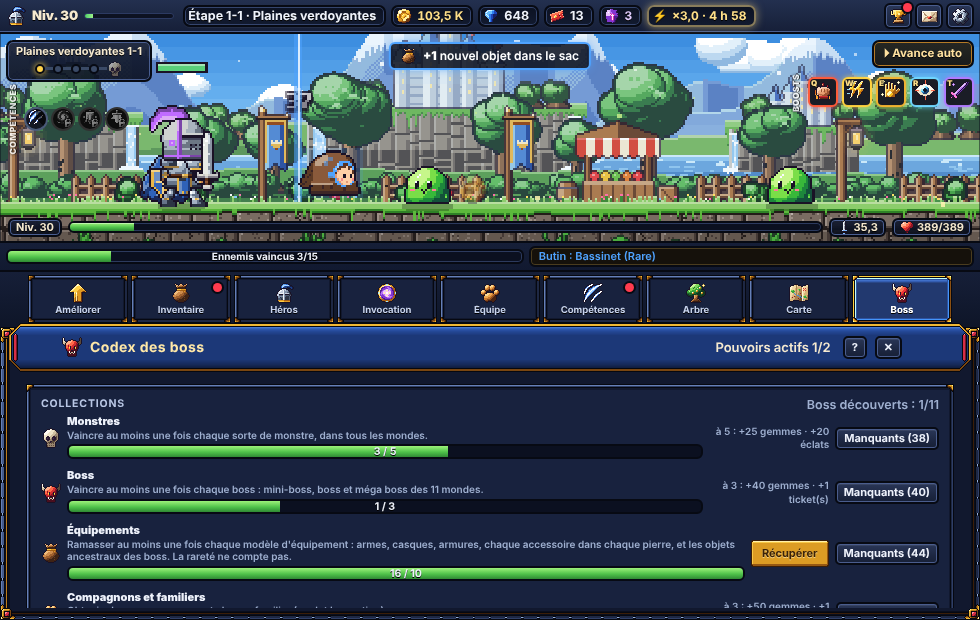 Niv. 30
Étape 1-1 · Plaines verdoyantes
103,5 K
648
13
3
×3,0 · 4 h 58
Plaines verdoyantes 1-1
+1 nouvel objet dans le sac
Avance auto
COMPÉTENCES
BOOSTS
Niv. 30
35,3
389/389
Ennemis vaincus 3/15
Butin : Bassinet (Rare)
Améliorer
Inventaire
Héros
Invocation
Equipe
Compétences
Arbre
Carte
Boss
Codex des boss
Pouvoirs actifs 1/2
?
×
COLLECTIONS
Boss découverts : 1/11
Monstres
Vaincre au moins une fois chaque sorte de monstre, dans tous les mondes.
3 / 5
à 5 : +25 gemmes · +20
éclats
Manquants (38)
Boss
Vaincre au moins une fois chaque boss : mini-boss, boss et méga boss des 11 mondes.
1 / 3
à 3 : +40 gemmes · +1
ticket(s)
Manquants (40)
Équipements
Ramasser au moins une fois chaque modèle d'équipement : armes, casques, armures, chaque accessoire dans chaque pierre, et les objets
ancestraux des boss. La rareté ne compte pas.
16 / 10
Récupérer
Manquants (44)
Compagnons et familiers
à 3 : +50 gemmes · +1